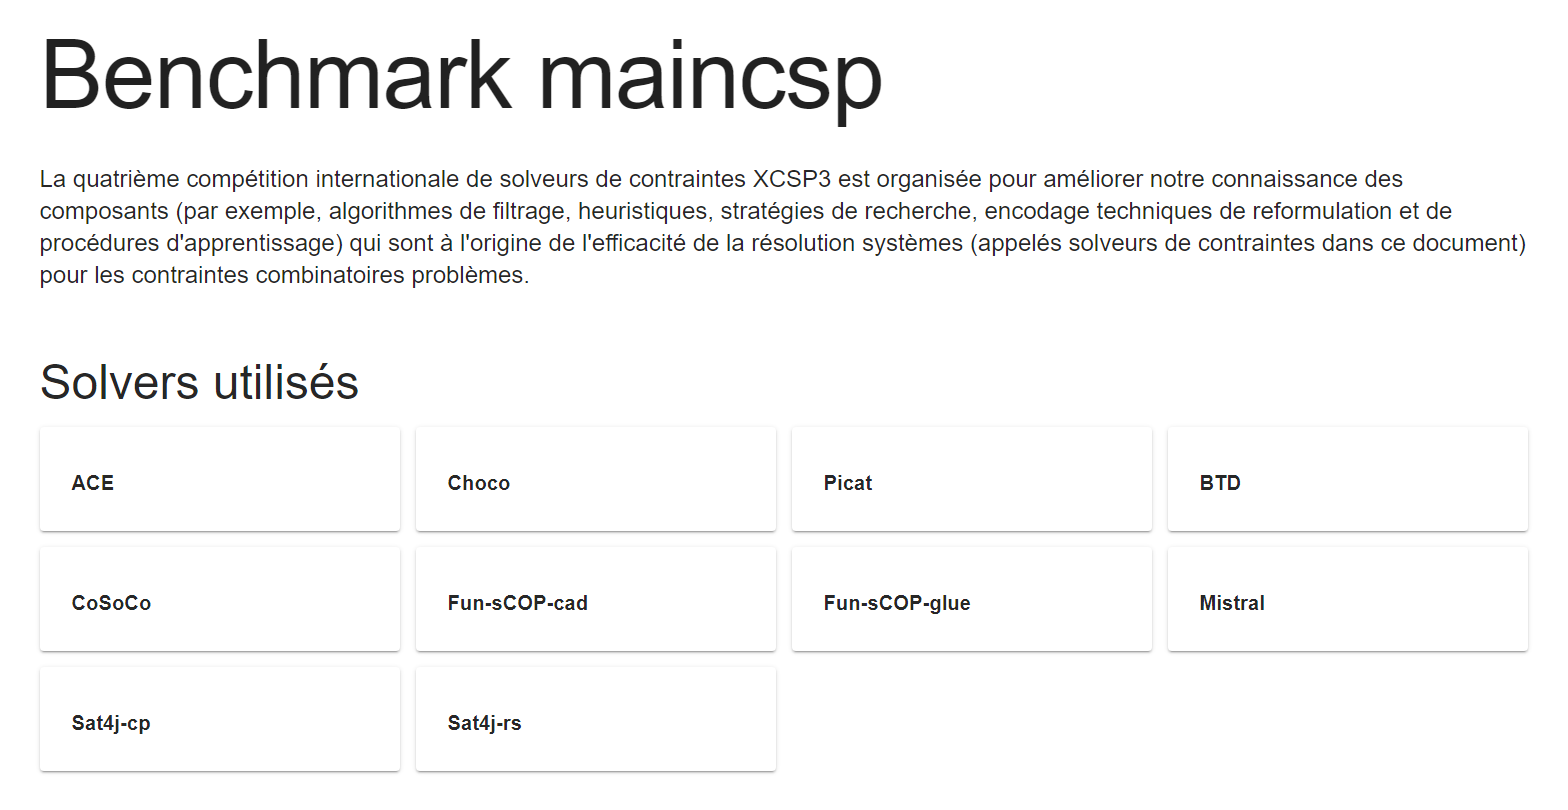 Benchmark maincsp
La quatrième compétition internationale de solveurs de contraintes XCSP3 est organisée pour améliorer notre connaissance des
composants (par exemple, algorithmes de filtrage, heuristiques, stratégies de recherche, encodage techniques de reformulation et de
procédures d'apprentissage) qui sont à l'origine de l'efficacité de la résolution systèmes (appelés solveurs de contraintes dans ce document)
pour les contraintes combinatoires problèmes.
Solvers utilisés
ACE Choco Picat BTD
CoSoCo Fun-sCOP-cad Fun-sCOP-glue Mistral
Sat4j-cp Sat4j-rs